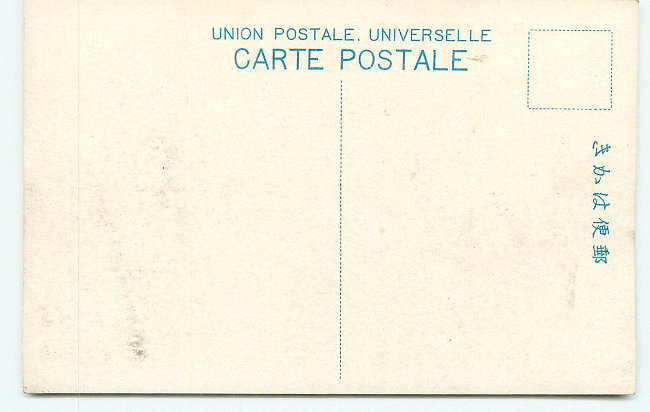 UNION POSTALE. UNIVERSELLE
CARTE POSTALE
郵便はかき